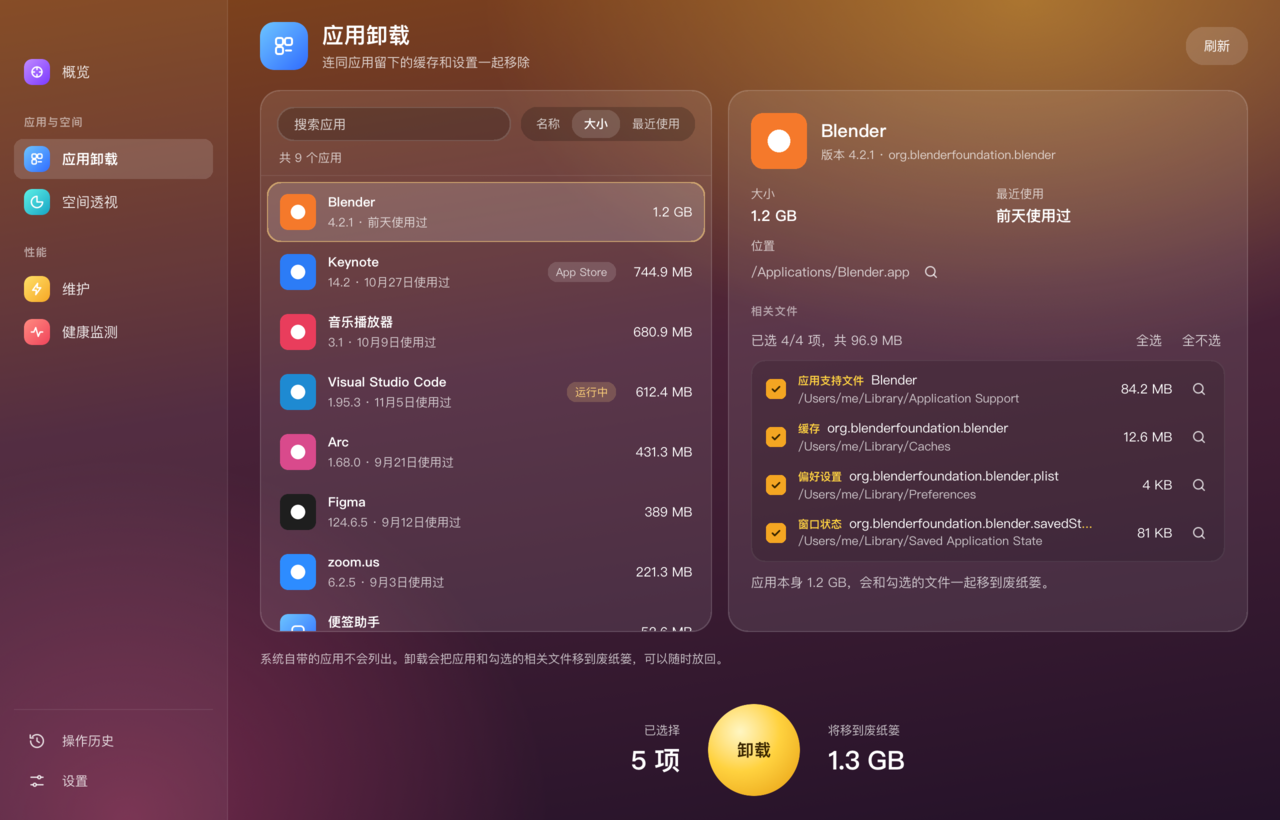 概览
应用与空间
应用卸载
空间透视
性能
维护
健康监测
操作历史
设置
应用卸载
连同应用留下的缓存和设置一起移除
刷新
搜索应用
名称 大小 最近使用
共 9 个应用
Blender
4.2.1 · 前天使用过
1.2 GB
Keynote
14.2 · 10月27日使用过
App Store
744.9 MB
音乐播放器
3.1 · 10月9日使用过
680.9 MB
Visual Studio Code
1.95.3 · 11月5日使用过
运行中
612.4 MB
Arc
1.68.0 · 9月21日使用过
431.3 MB
Figma
124.6.5 · 9月12日使用过
389 MB
zoom.us
6.2.5 · 9月3日使用过
221.3 MB
便签助手
Blender
版本 4.2.1 · org.blenderfoundation.blender
大小
1.2 GB
最近使用
前天使用过
位置
/Applications/Blender.app
相关文件
已选 4/4 项，共 96.9 MB
全选 全不选
应用支持文件 Blender
/Users/me/Library/Application Support
84.2 MB
缓存 org.blenderfoundation.blender
/Users/me/Library/Caches
12.6 MB
偏好设置 org.blenderfoundation.blender.plist
/Users/me/Library/Preferences
4 KB
窗口状态 org.blenderfoundation.blender.savedSt...
/Users/me/Library/Saved Application State
81 KB
应用本身 1.2 GB，会和勾选的文件一起移到废纸篓。
系统自带的应用不会列出。卸载会把应用和勾选的相关文件移到废纸篓，可以随时放回。
已选择
5 项
卸载
将移到废纸篓
1.3 GB